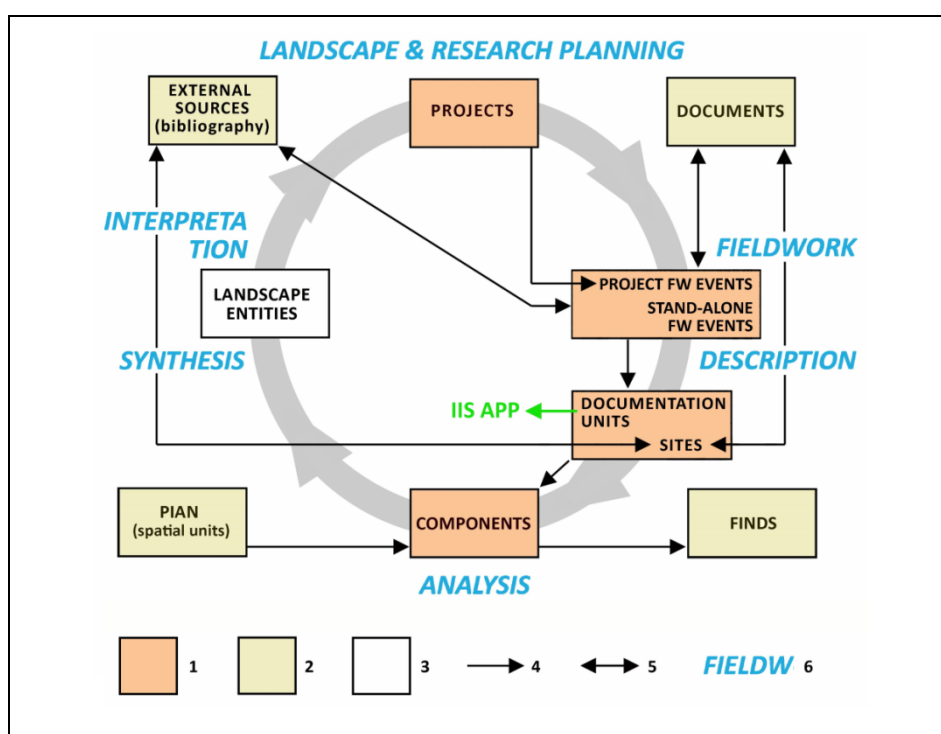 LANDSCAPE & RESEARCH PLANNING
EXTERNAL
SOURCES
(bibliography)
PROJECTS
DOCUMENTS
INTERPRETA
TION
FIELDWORK
LANDSCAPE
ENTITIES
PROJECT FW EVENTS
STAND-ALONE
FW EVENTS
SYNTHESIS
DESCRIPTION
IIS APP
DOCUMENTATION
UNITS
SITES
PIAN
(spatial units)
COMPONENTS
FINDS
ANALYSIS
1
2
3
4
5
FIELDW 6